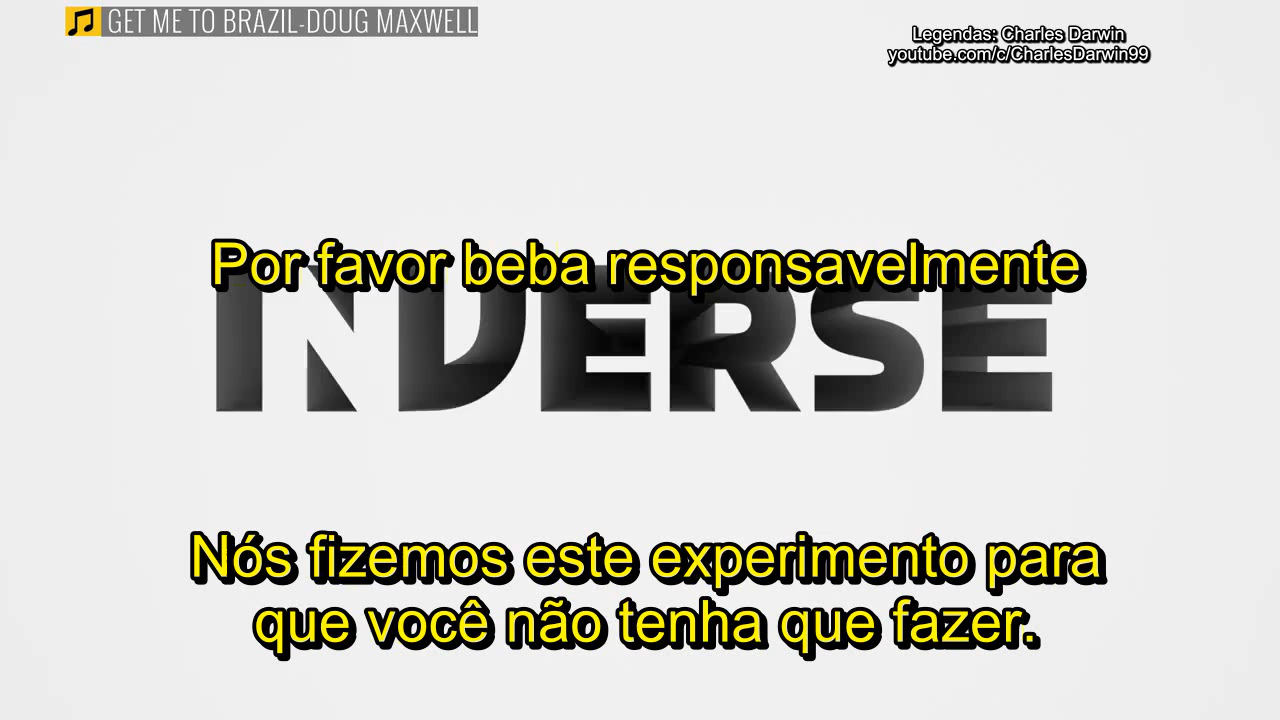 GET ME TO BRAZIL-DOUG MAXWELL
Legendas: Charles Darwin
youtube.com/c/CharlesDarwin99
Por favor beba responsavelmente
Nós fizemos este experimento para
que você não tenha que fazer.